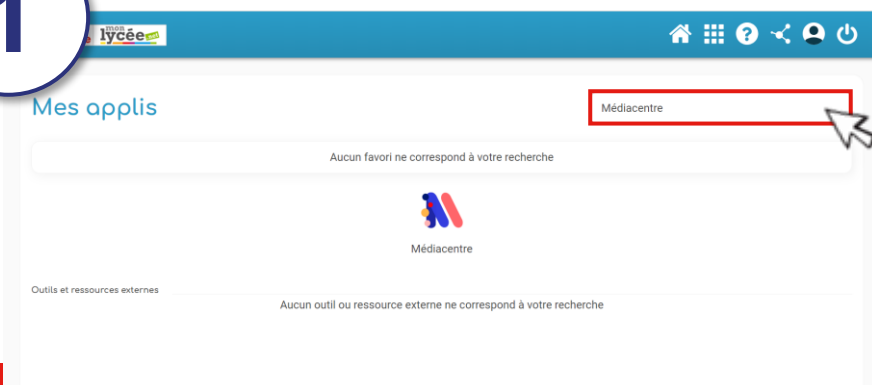 1
mon
lycée.net
Mes applis
Médiacentre
Aucun favori ne correspond à votre recherche
Médiacentre
Outils et ressources externes
Aucun outil ou ressource externe ne correspond à votre recherche